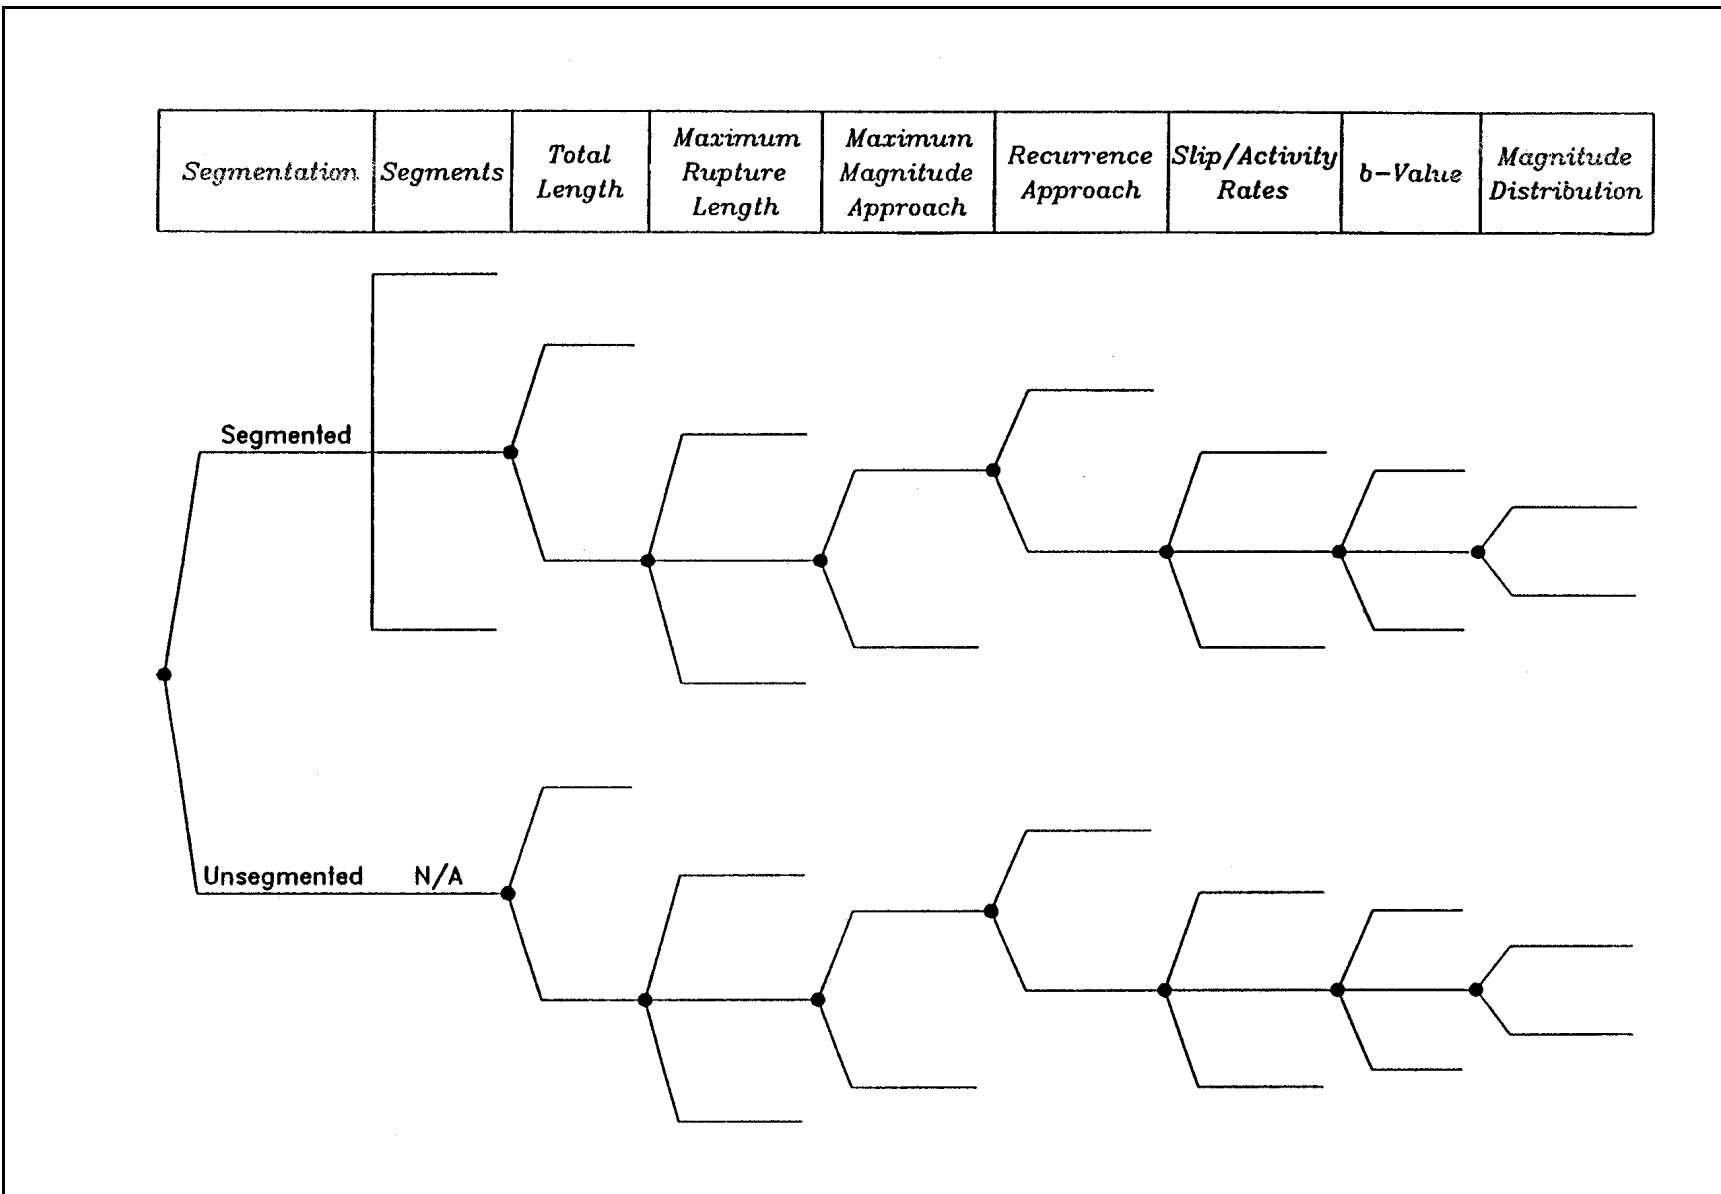 Segmentation
Segments
Total
Length
Maximum
Rupture
Length
Maximum
Magnitude
Approach
Recurrence
Approach
Slip/Activity
Rates
b-Value
Magnitude
Distribution
Segmented
Unsegmented N/A